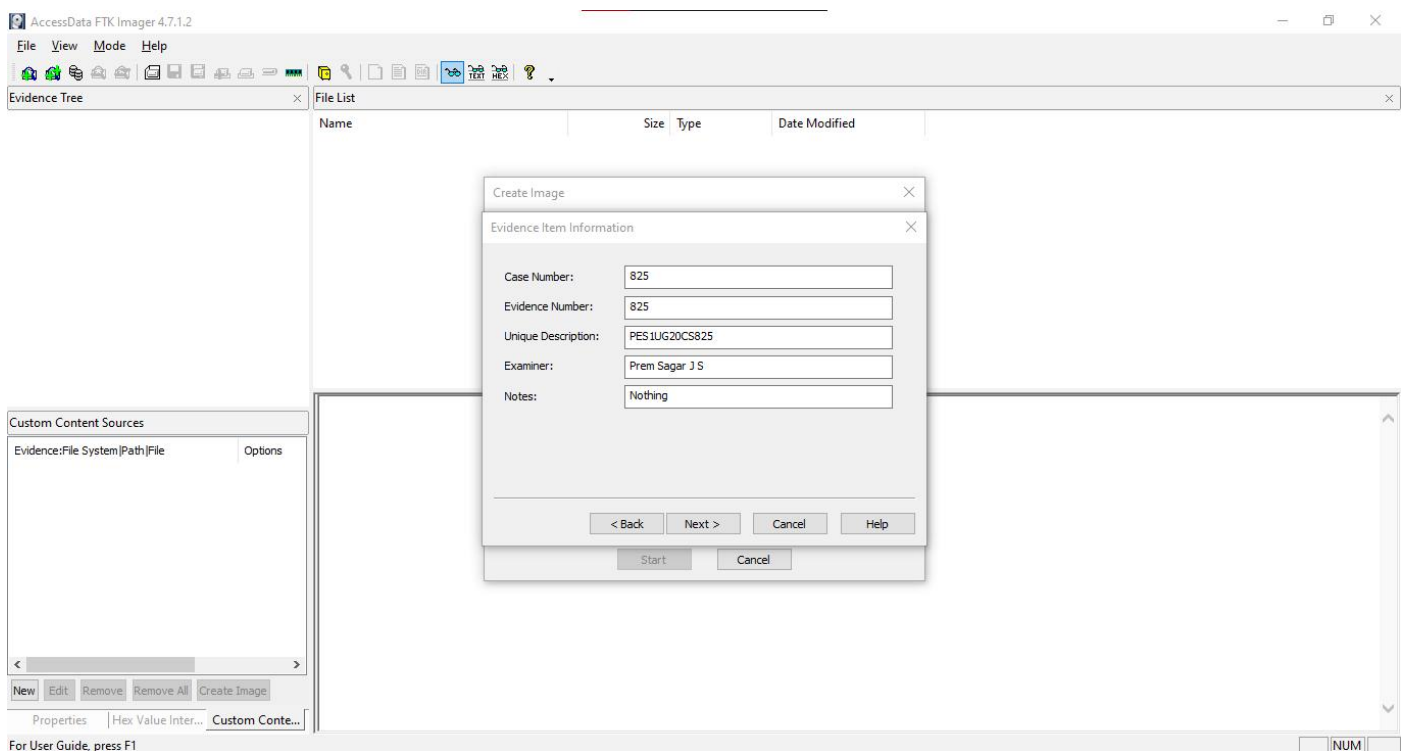 AccessData FTK Imager 4.7.1.2
File View Mode Help
TEXT HEX ?
Evidence Tree
File List
Name Size Type Date Modified
Create Image
Evidence Item Information
Case Number: 825
Evidence Number: 825
Unique Description: PES1UG20CS825
Examiner: Prem Sagar J S
Notes: Nothing
< Back Next > Cancel Help
Start Cancel
Custom Content Sources
Evidence:File System|Path|File Options
New Edit Remove Remove All Create Image
Properties Hex Value Inter... Custom Conte...
For User Guide, press F1
NUM